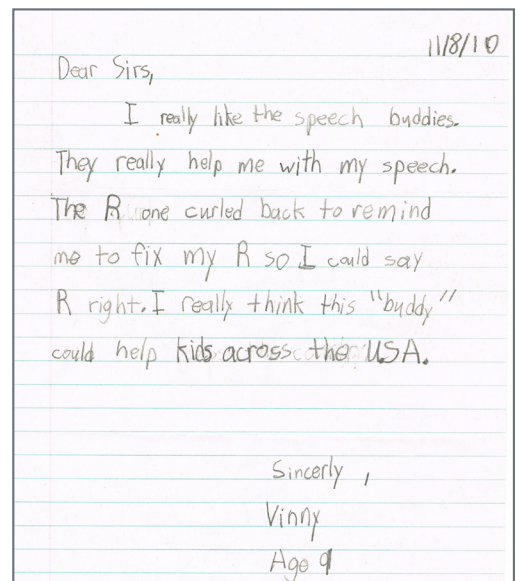 11/8/10
Dear Sirs,
I really like the speech buddies.
They really help me with my speech.
The R one curled back to remind
me to fix my R so I could say
R right. I really think this "buddy"
could help kids across the USA.
Sincerly,
Vinny
Age 9